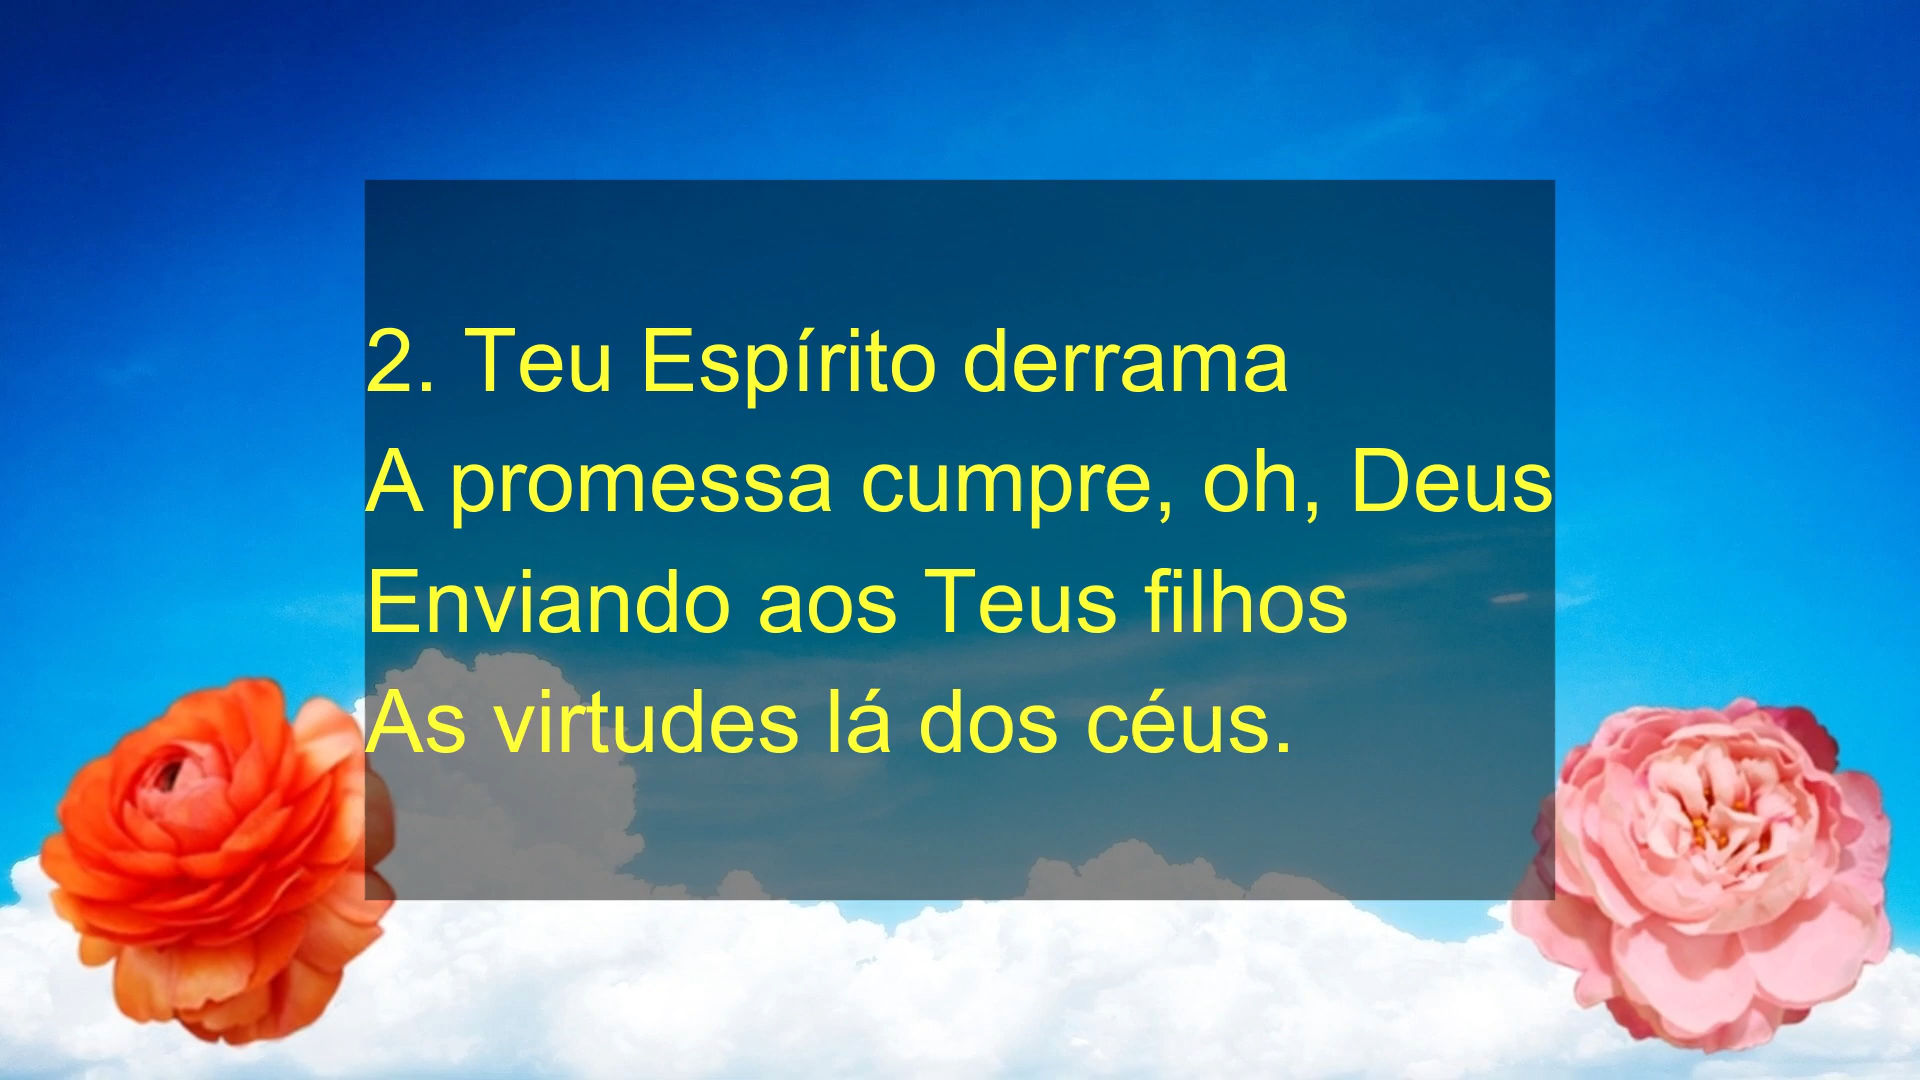 2. Teu Espírito derrama
A promessa cumpre, oh, Deus
Enviando aos Teus filhos
As virtudes lá dos céus.